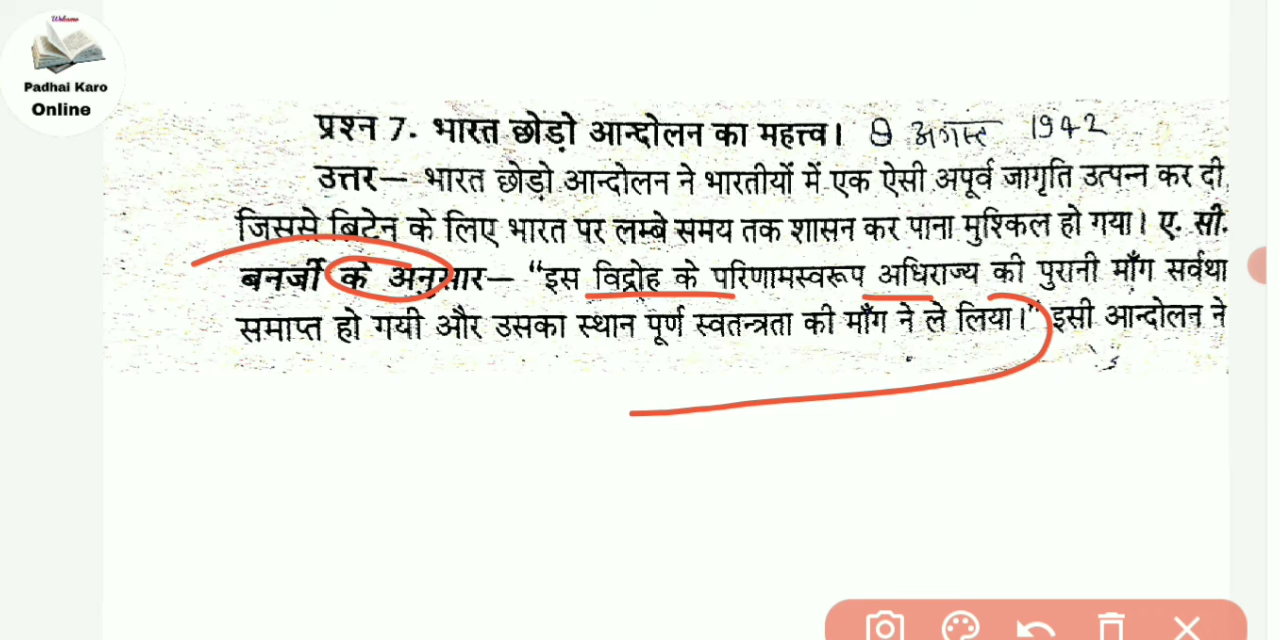 Welcome
Padhai Karo
Online
प्रश्न 7. भारत छोड़ो आन्दोलन का महत्त्व। 9 अगस्त 1942
उत्तर— भारत छोड़ो आन्दोलन ने भारतीयों में एक ऐसी अपूर्व जागृति उत्पन्न कर दी
जिससे ब्रिटेन के लिए भारत पर लम्बे समय तक शासन कर पाना मुश्किल हो गया। ए. सी.
बनर्जी के अनुसार— “इस विद्रोह के परिणामस्वरूप अधिराज्य की पुरानी माँग सर्वथा
समाप्त हो गयी और उसका स्थान पूर्ण स्वतन्त्रता की माँग ने ले लिया।” इसी आन्दोलन ने